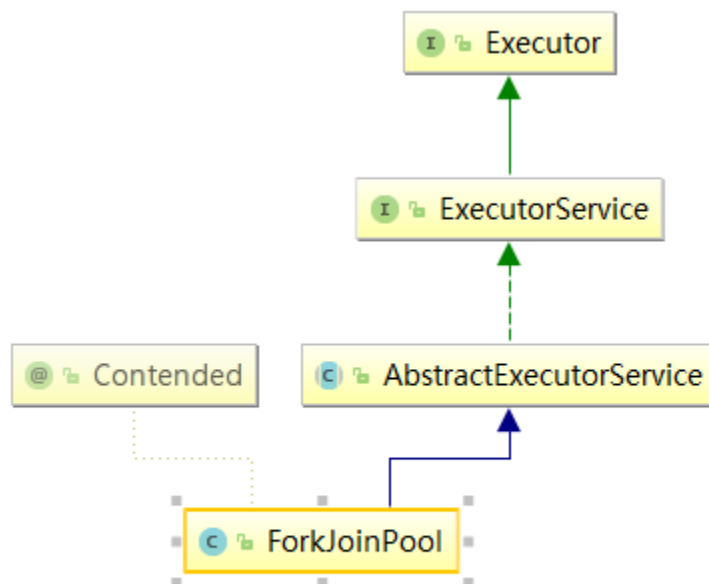 I Executor
I ExecutorService
@ Contended
C AbstractExecutorService
C ForkJoinPool